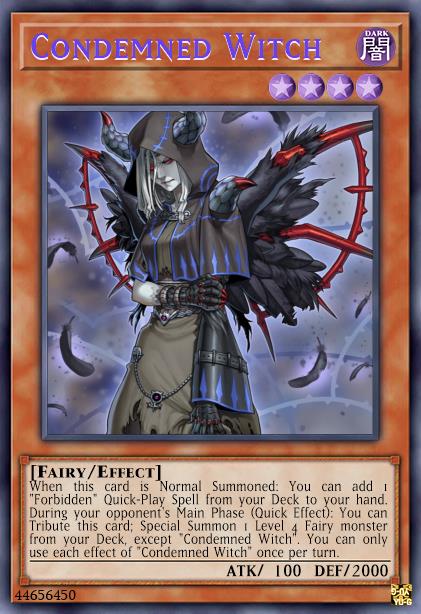 CONDEMNED WITCH
DARK
闇
[FAIRY/EFFECT]
When this card is Normal Summoned: You can add 1
"Forbidden" Quick-Play Spell from your Deck to your hand.
During your opponent's Main Phase (Quick Effect): You can
Tribute this card; Special Summon 1 Level 4 Fairy monster
from your Deck, except "Condemned Witch". You can only
use each effect of "Condemned Witch" once per turn.
ATK/ 100 DEF/2000
44656450